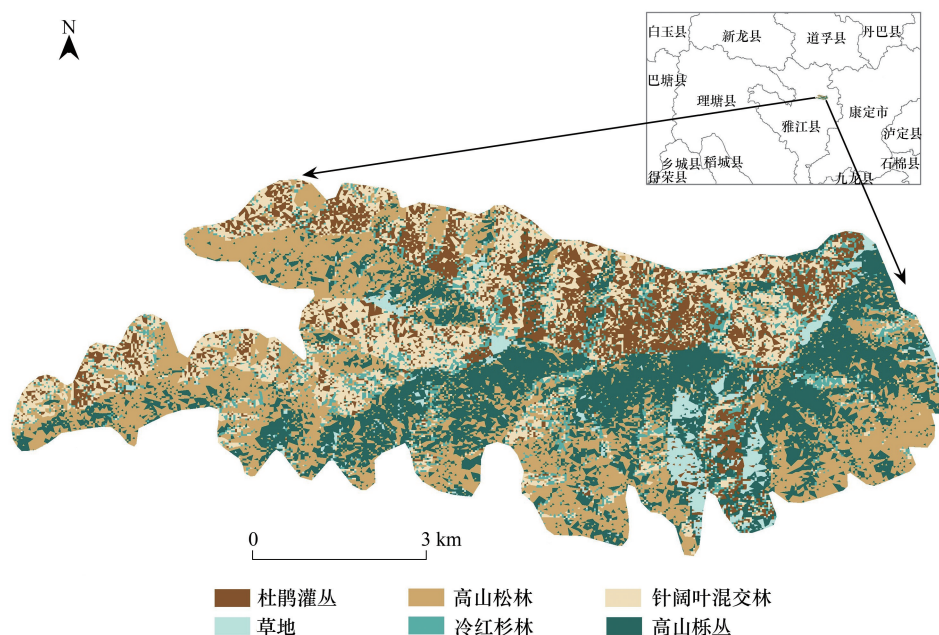 N
白玉县 新龙县 道孚县 丹巴县
巴塘县 理塘县 康定市
雅江县 泸定县
乡城县 稻城县 石棉县
得荣县 九龙县
0 3 km
杜鹃灌丛 高山松林 针阔叶混交林
草地 冷红杉林 高山栎丛